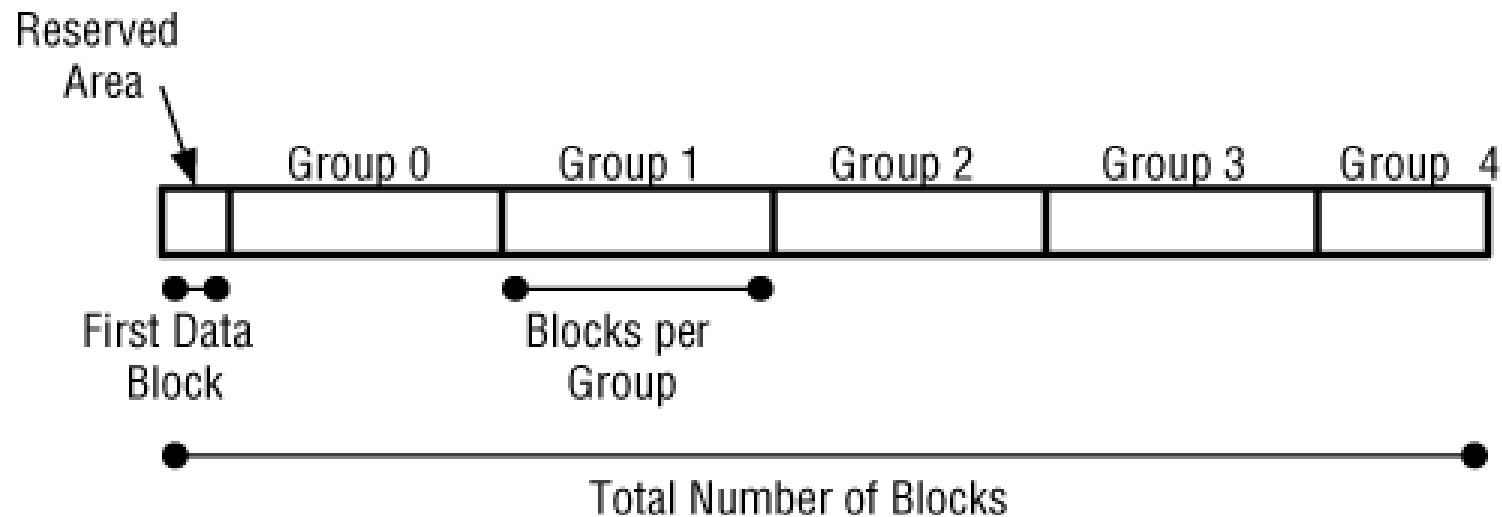 Reserved
Area
Group 0
Group 1
Group 2
Group 3
Group 4
First Data
Block
Blocks per
Group
Total Number of Blocks